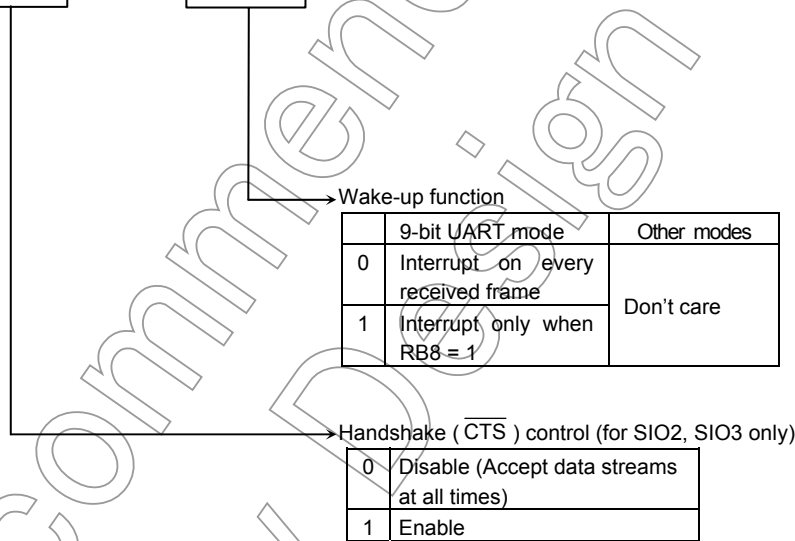 Wake-up function
9-bit UART mode Other modes
0 Interrupt on every
received frame
Don't care
1 Interrupt only when
RB8 = 1
Handshake ( C̅T̅S̅ ) control (for SIO2, SIO3 only)
0 Disable (Accept data streams
at all times)
1 Enable